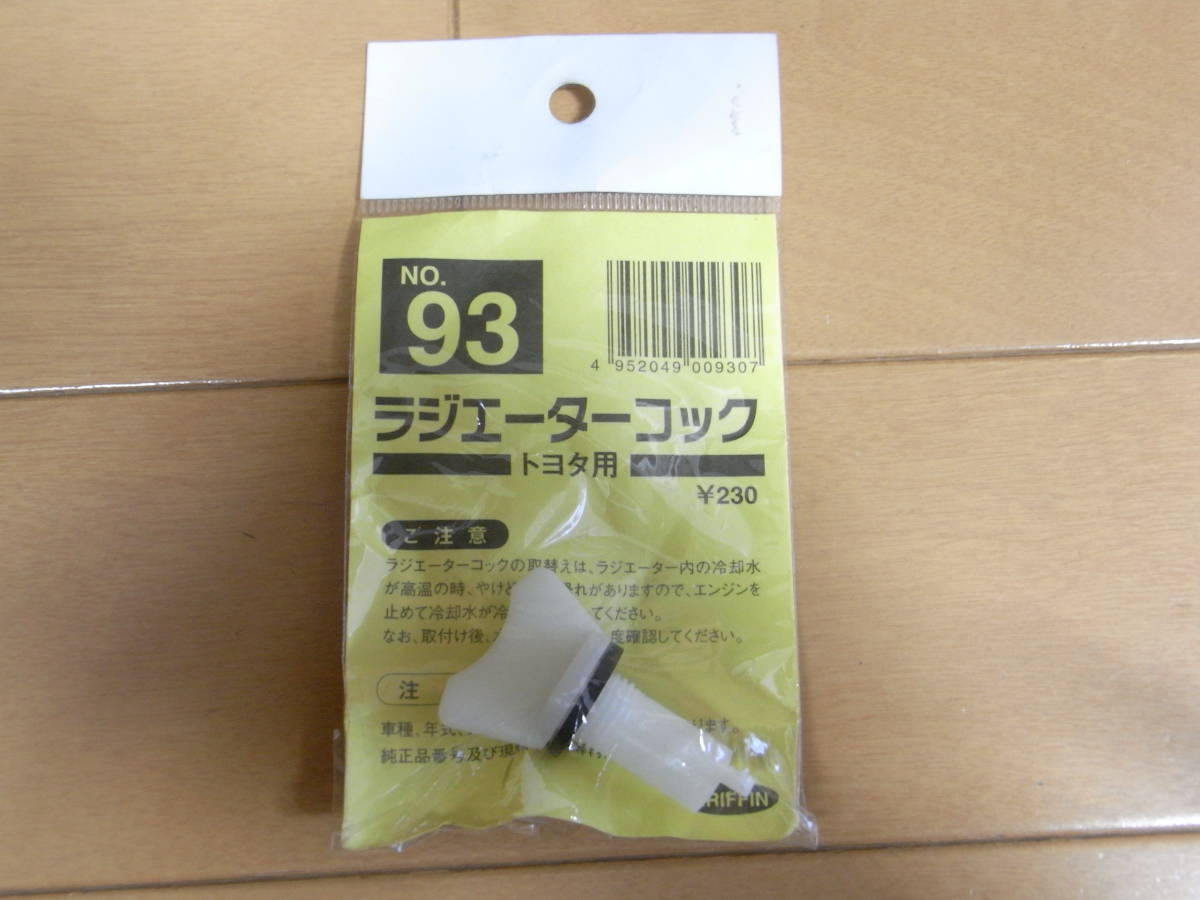 NO.
93
4 952049 009307
ラジエーターコック
トヨタ用
¥230
ご注意
ラジエーターコックの取替えは、ラジエーター内の冷却水
が高温の時、やけど 恐れがありますので、エンジンを
止めて冷却水が冷 てください。
なお、取付け後、 度確認してください。
注
車種、年式、 ります。
純正品番号及び現
RIFFIN